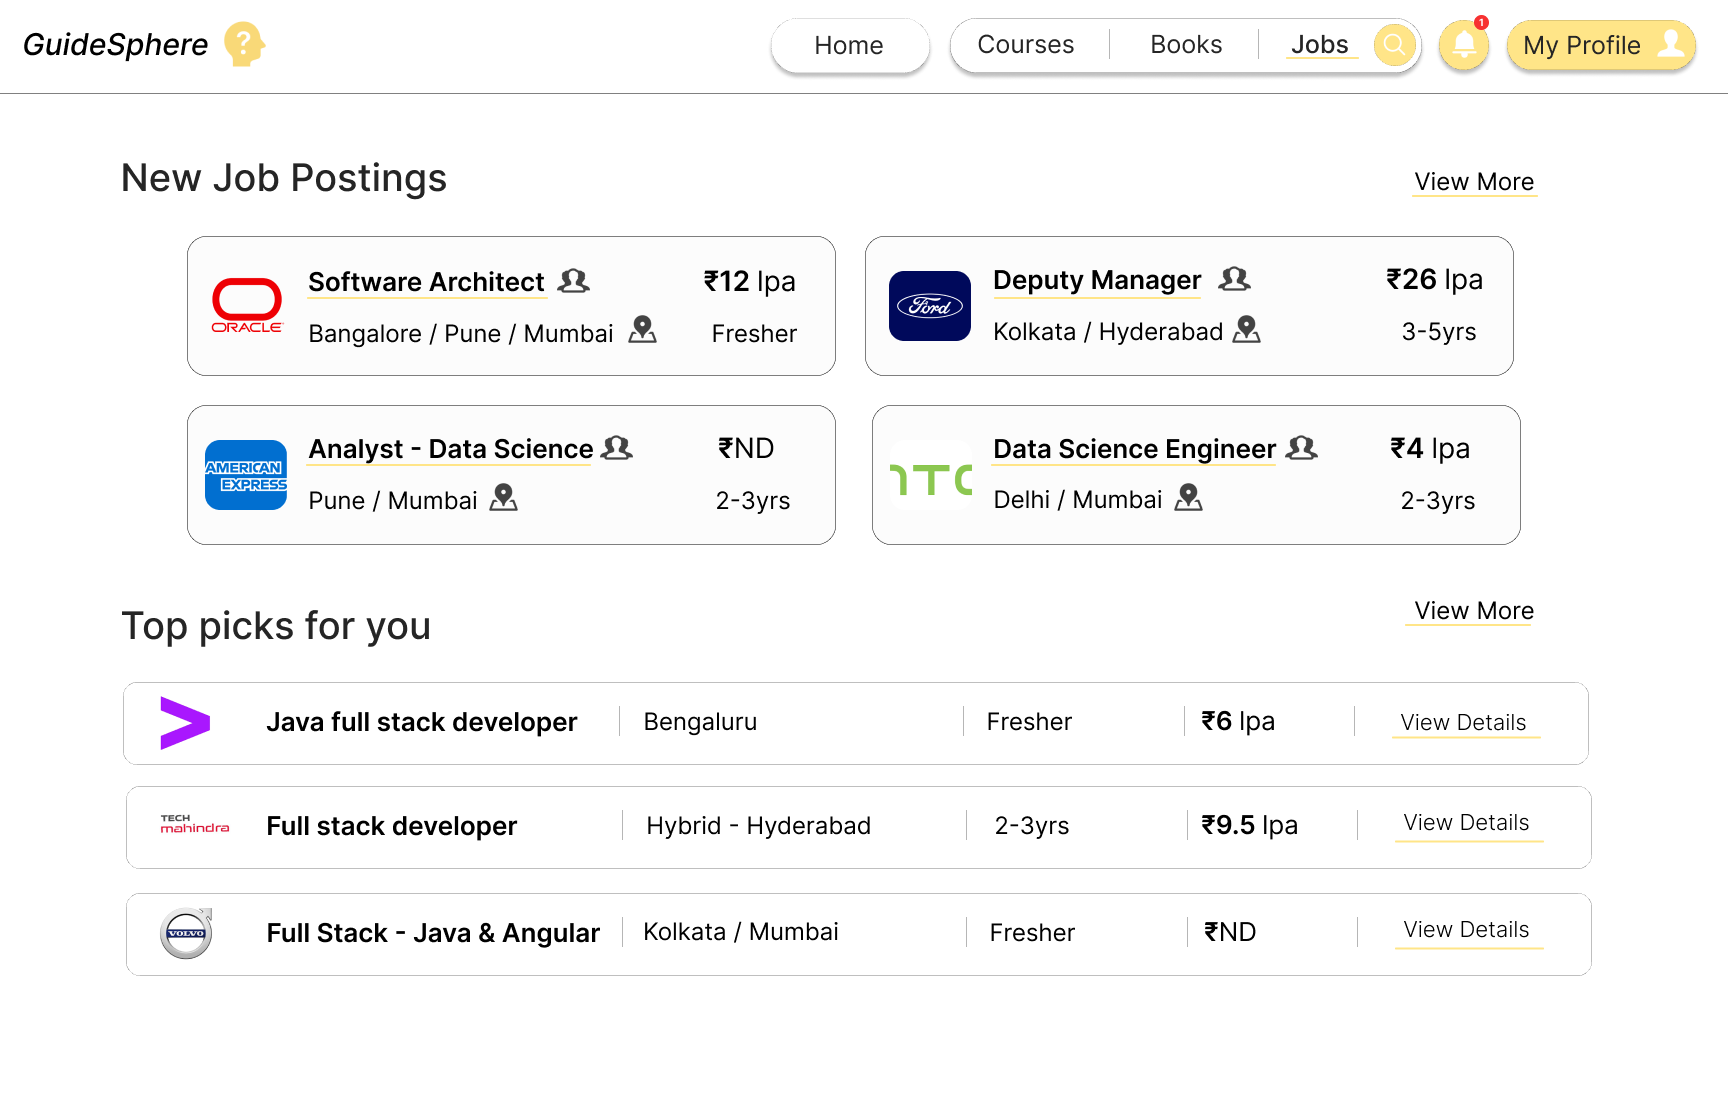 GuideSphere ?
Home
Courses
Books
Jobs
1
My Profile
New Job Postings
View More
ORACLE
Software Architect
₹12 lpa
Bangalore / Pune / Mumbai
Fresher
Ford
Deputy Manager
₹26 lpa
Kolkata / Hyderabad
3-5yrs
AMERICAN
EXPRESS
Analyst - Data Science
₹ND
Pune / Mumbai
2-3yrs
Data Science Engineer
₹4 lpa
Delhi / Mumbai
2-3yrs
Top picks for you
View More
Java full stack developer
Bengaluru
Fresher
₹6 lpa
View Details
TECH
mahindra
Full stack developer
Hybrid - Hyderabad
2-3yrs
₹9.5 lpa
View Details
VOLVO
Full Stack - Java & Angular
Kolkata / Mumbai
Fresher
₹ND
View Details